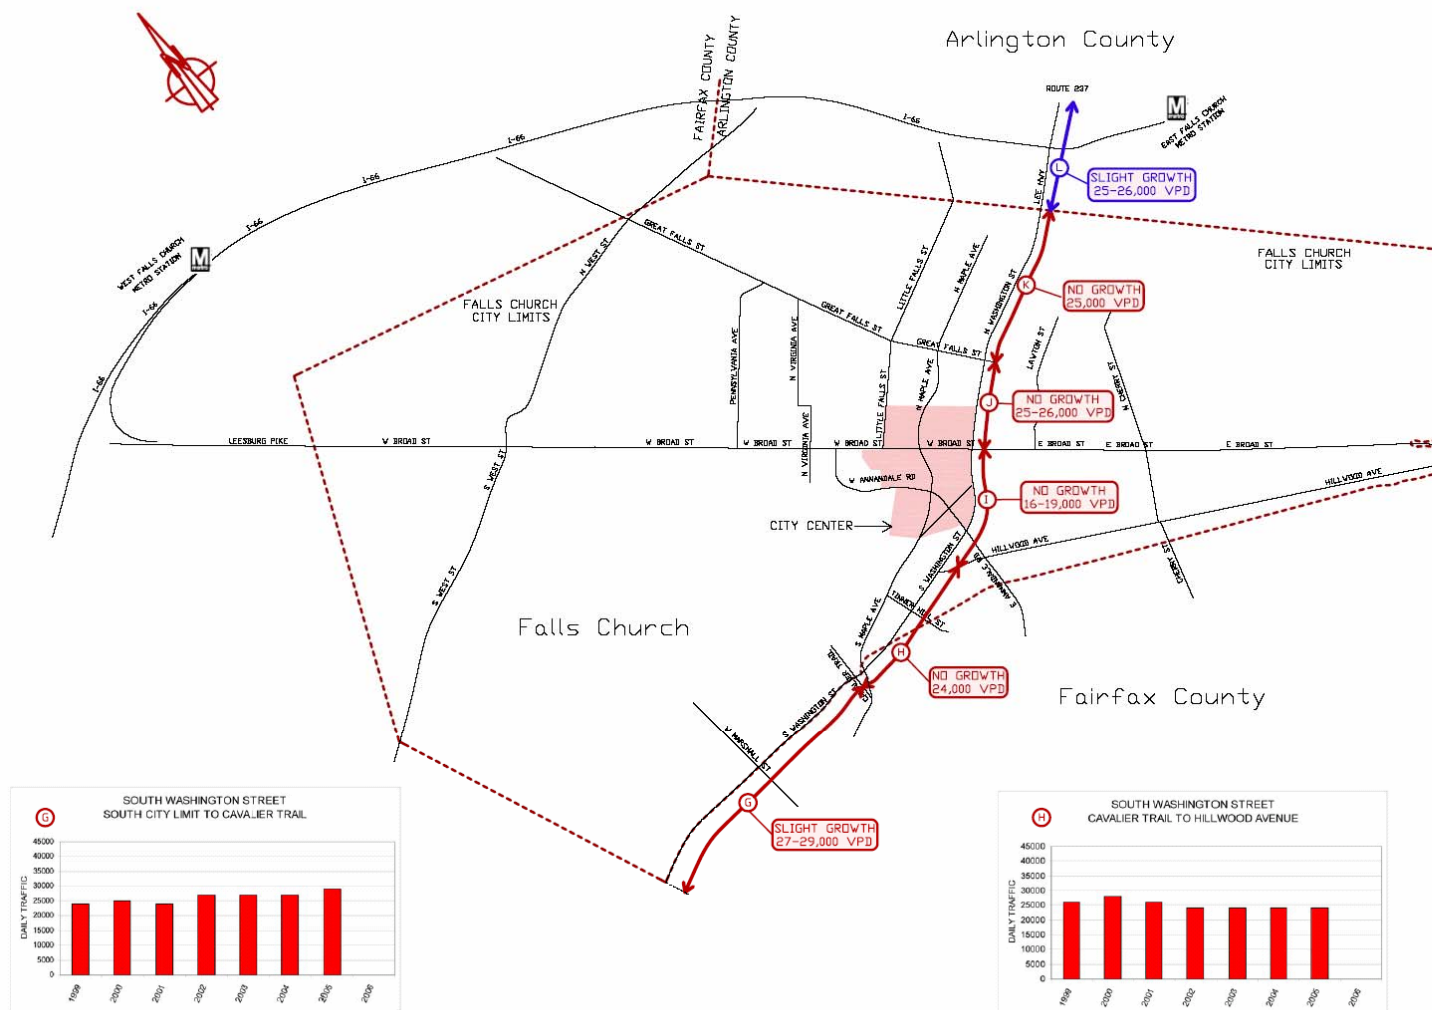 Arlington County
FAIRFAX COUNTY
ARLINGTON COUNTY
ROUTE 237
M
EAST FALLS CHURCH
METRO STATION
I-66
I-66
I-66
I-66
I-66
I-66
L
SLIGHT GROWTH
25-26,000 VPD
LEE HWY
WEST FALLS CHURCH
METRO STATION
M
GREAT FALLS ST
N WEST ST
LITTLE FALLS ST
N MAPLE AVE
N WASHINGTON ST
FALLS CHURCH
CITY LIMITS
FALLS CHURCH
CITY LIMITS
K
NO GROWTH
25,000 VPD
GREAT FALLS ST
GREAT FALLS ST
PENNSYLVANIA AVE
N VIRGINIA AVE
N VIRGINIA AVE
LITTLE FALLS ST
N MAPLE AVE
LAWTON ST
N CHERRY ST
J
NO GROWTH
25-26,000 VPD
LEESBURG PIKE
W BROAD ST
W BROAD ST
W BROAD ST
W BROAD ST
W BROAD ST
E BROAD ST
E BROAD ST
E BROAD ST
S WEST ST
W ANNANDALE RD
HILLWOOD AVE
I
NO GROWTH
16-19,000 VPD
CITY CENTER
HILLWOOD AVE
S WASHINGTON ST
E ANNANDALE RD
CHERRY ST
S WEST ST
TINNER HILL ST
S MAPLE AVE
Falls Church
H
NO GROWTH
24,000 VPD
Fairfax County
S WASHINGTON ST
W MARSHALL ST
G
SLIGHT GROWTH
27-29,000 VPD
G
SOUTH WASHINGTON STREET
SOUTH CITY LIMIT TO CAVALIER TRAIL
DAILY TRAFFIC
45000
40000
35000
30000
25000
20000
15000
10000
5000
0
1999 2000 2001 2002 2003 2004 2005 2006
H
SOUTH WASHINGTON STREET
CAVALIER TRAIL TO HILLWOOD AVENUE
DAILY TRAFFIC
45000
40000
35000
30000
25000
20000
15000
10000
5000
0
1999 2000 2001 2002 2003 2004 2005 2006